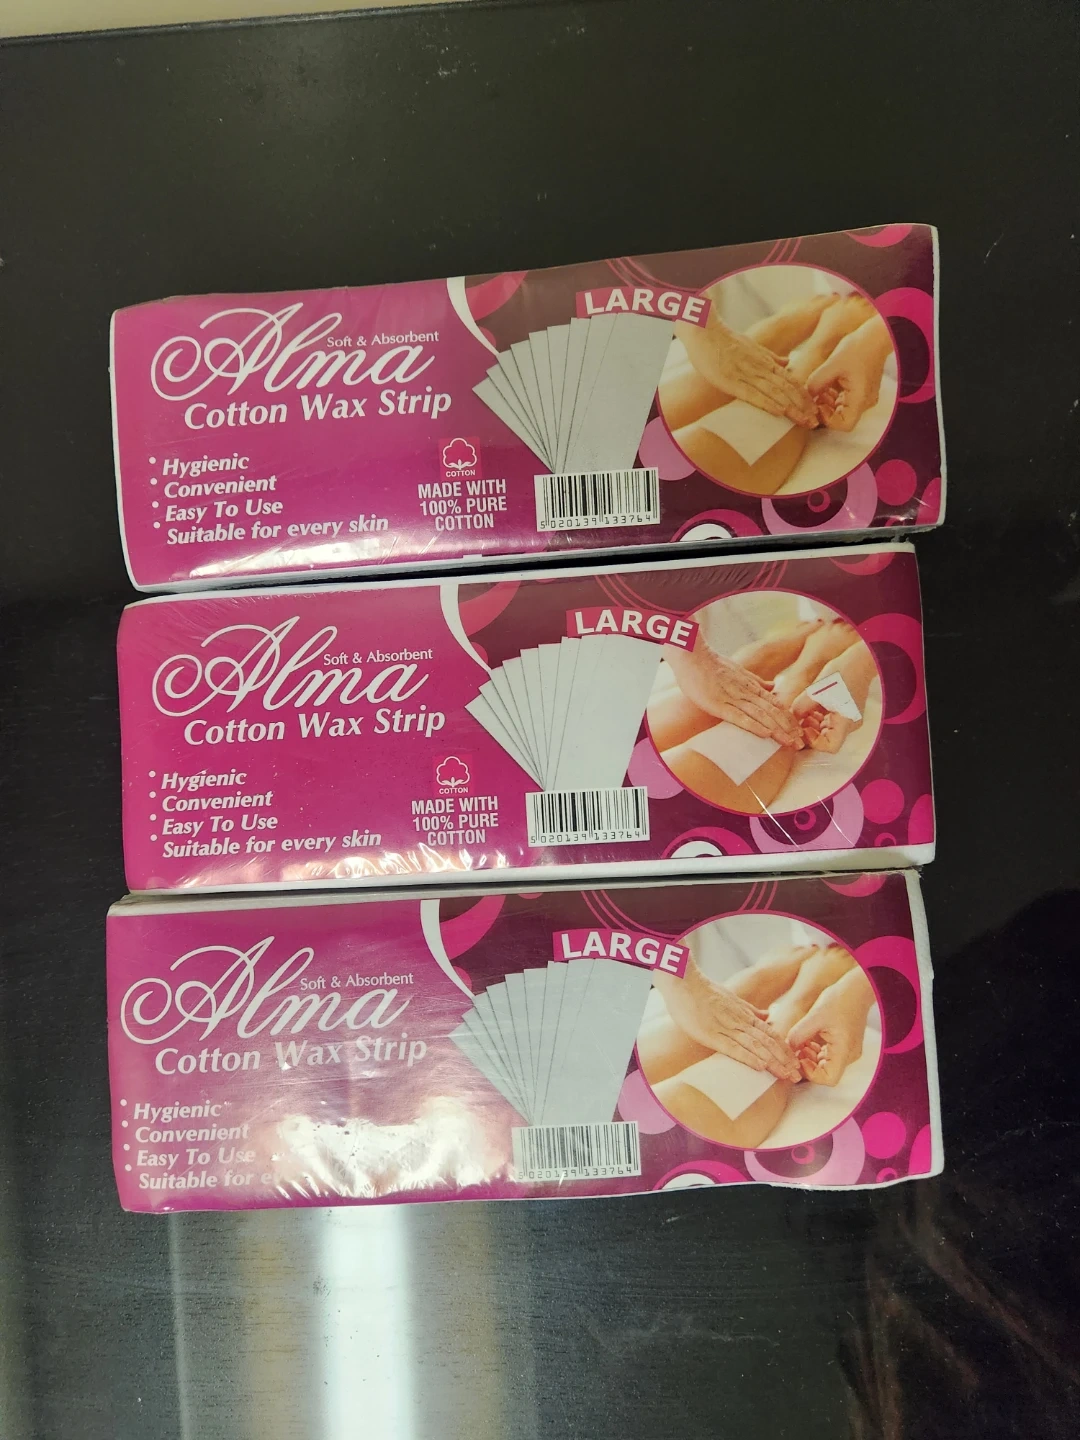 LARGE
Soft & Absorbent
Alma
Cotton Wax Strip
• Hygienic
• Convenient
• Easy To Use
• Suitable for every skin
COTTON
MADE WITH
100% PURE
COTTON
5 020139 133764
LARGE
Soft & Absorbent
Alma
Cotton Wax Strip
• Hygienic
• Convenient
• Easy To Use
• Suitable for every skin
COTTON
MADE WITH
100% PURE
COTTON
5 020139 133764
LARGE
Soft & Absorbent
Alma
Cotton Wax Strip
• Hygienic
• Convenient
• Easy To Use
• Suitable for
5 020139 133764